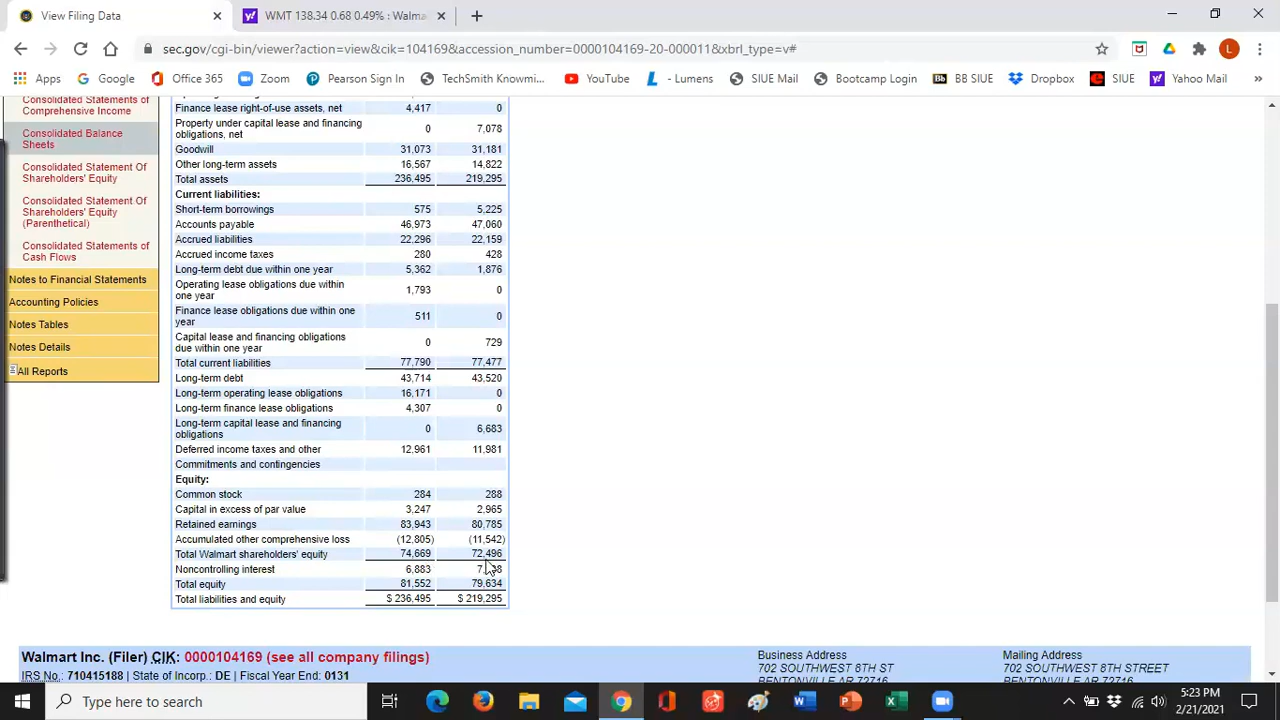 View Filing Data
WMT 138.34 0.68 0.49% : Walma
sec.gov/cgi-bin/viewer?action=view&cik=104169&accession_number=0000104169-20-000011&xbrl_type=v#
Apps Google Office 365 Zoom Pearson Sign In TechSmith Knowmi... YouTube - Lumens SIUE Mail Bootcamp Login BB SIUE Dropbox SIUE Yahoo Mail »
Consolidated Statements of
Comprehensive Income
Consolidated Balance
Sheets
Consolidated Statement Of
Shareholders' Equity
Consolidated Statement Of
Shareholders' Equity
(Parenthetical)
Consolidated Statements of
Cash Flows
Notes to Financial Statements
Accounting Policies
Notes Tables
Notes Details
All Reports
Finance lease right-of-use assets, net 4,417 0
Property under capital lease and financing
obligations, net 0 7,078
Goodwill 31,073 31,181
Other long-term assets 16,567 14,822
Total assets 236,495 219,295
Current liabilities:
Short-term borrowings 575 5,225
Accounts payable 46,973 47,060
Accrued liabilities 22,296 22,159
Accrued income taxes 280 428
Long-term debt due within one year 5,362 1,876
Operating lease obligations due within
one year 1,793 0
Finance lease obligations due within one
year 511 0
Capital lease and financing obligations
due within one year 0 729
Total current liabilities 77,790 77,477
Long-term debt 43,714 43,520
Long-term operating lease obligations 16,171 0
Long-term finance lease obligations 4,307 0
Long-term capital lease and financing
obligations 0 6,683
Deferred income taxes and other 12,961 11,981
Commitments and contingencies
Equity:
Common stock 284 288
Capital in excess of par value 3,247 2,965
Retained earnings 83,943 80,785
Accumulated other comprehensive loss (12,805) (11,542)
Total Walmart shareholders' equity 74,669 72,496
Noncontrolling interest 6,883
Total equity 81,552 79,634
Total liabilities and equity $ 236,495 $ 219,295
Walmart Inc. (Filer) CIK: 0000104169 (see all company filings)
IRS No.: 710415188 | State of Incorp.: DE | Fiscal Year End: 0131
Business Address
702 SOUTHWEST 8TH ST
BENTONVILLE AR 72716
Mailing Address
702 SOUTHWEST 8TH STREET
BENTONVILLE AR 72716
Type here to search
5:23 PM
2/21/2021